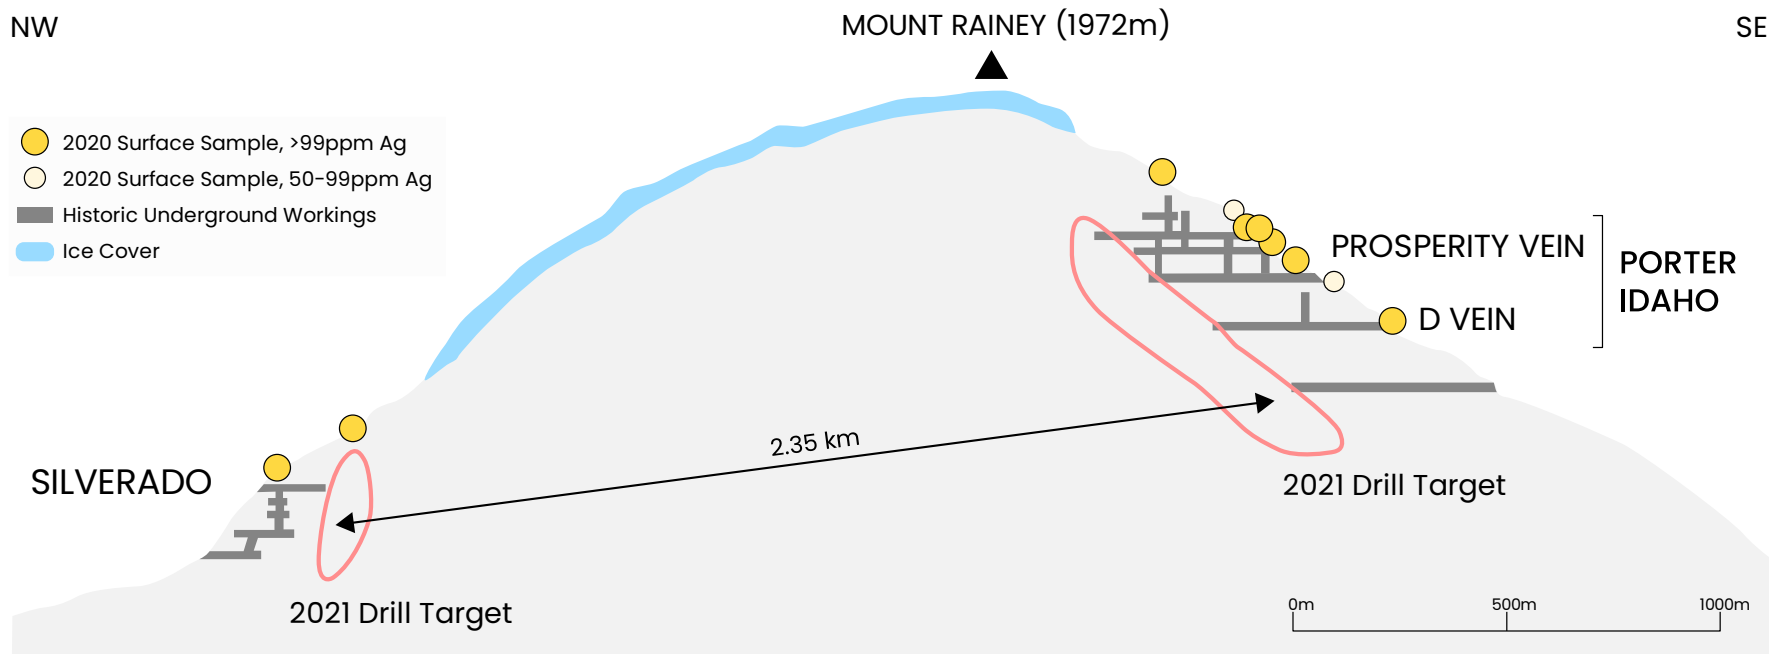 NW
MOUNT RAINEY (1972m)
SE
2020 Surface Sample, >99ppm Ag
2020 Surface Sample, 50-99ppm Ag
Historic Underground Workings
Ice Cover
PROSPERITY VEIN
PORTER
IDAHO
D VEIN
2.35 km
SILVERADO
2021 Drill Target
2021 Drill Target
0m
500m
1000m